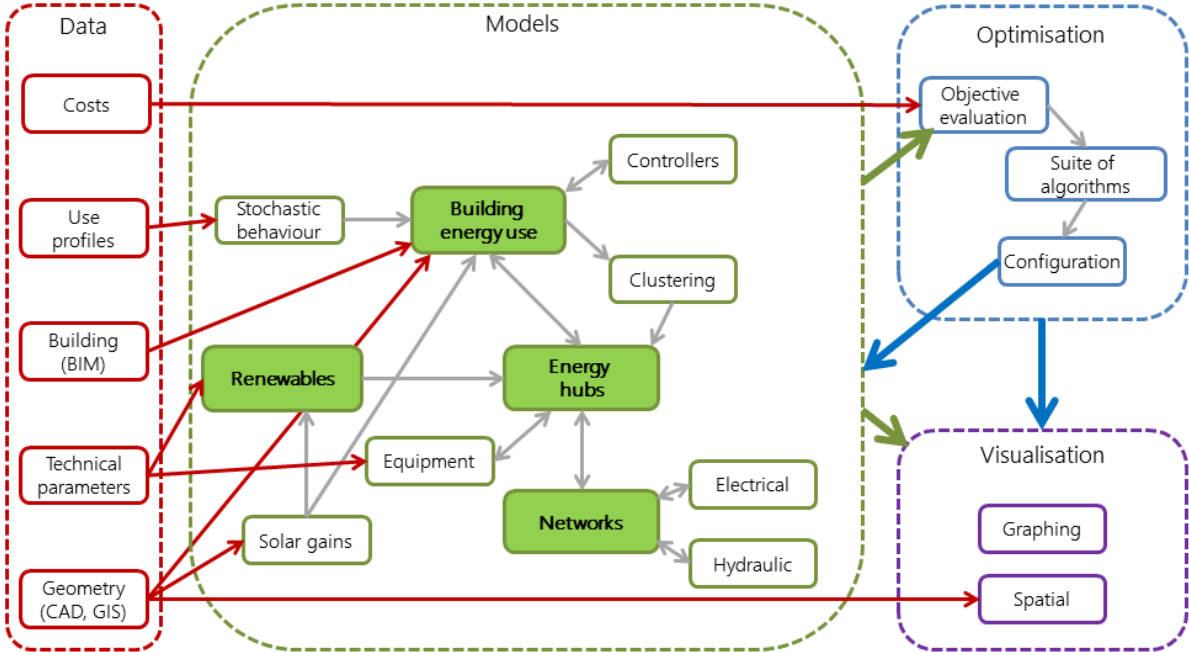 Data
Costs
Use
profiles
Building
(BIM)
Technical
parameters
Geometry
(CAD, GIS)
Models
Controllers
Stochastic
behaviour
Building
energy use
Clustering
Renewables
Energy
hubs
Equipment
Electrical
Networks
Solar gains
Hydraulic
Optimisation
Objective
evaluation
Suite of
algorithms
Configuration
Visualisation
Graphing
Spatial